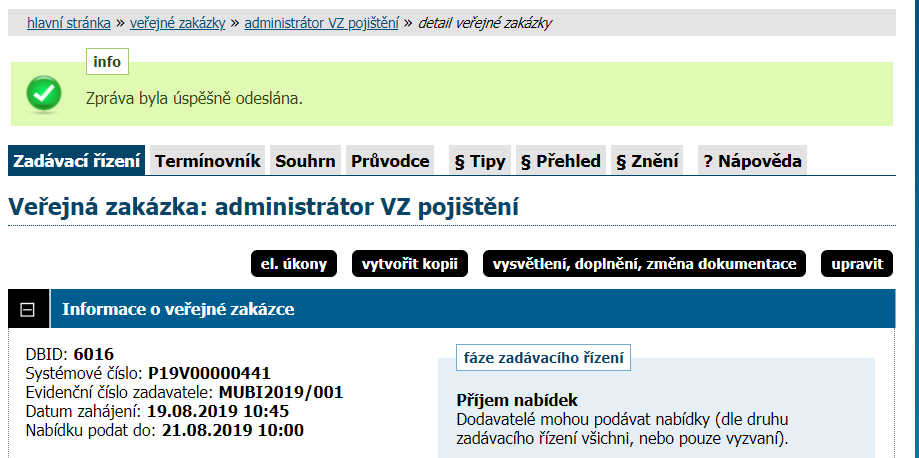 hlavní stránka » veřejné zakázky » administrátor VZ pojištění » detail veřejné zakázky
info
Zpráva byla úspěšně odeslána.
Zadávací řízení Termínovník Souhrn Průvodce § Tipy § Přehled § Znění ? Nápověda
Veřejná zakázka: administrátor VZ pojištění
el. úkony vytvořit kopii vysvětlení, doplnění, změna dokumentace upravit
Informace o veřejné zakázce
DBID: 6016
Systémové číslo: P19V00000441
Evidenční číslo zadavatele: MUBI2019/001
Datum zahájení: 19.08.2019 10:45
Nabídku podat do: 21.08.2019 10:00
fáze zadávacího řízení
Příjem nabídek
Dodavatelé mohou podávat nabídky (dle druhu
zadávacího řízení všichni, nebo pouze vyzvaní).